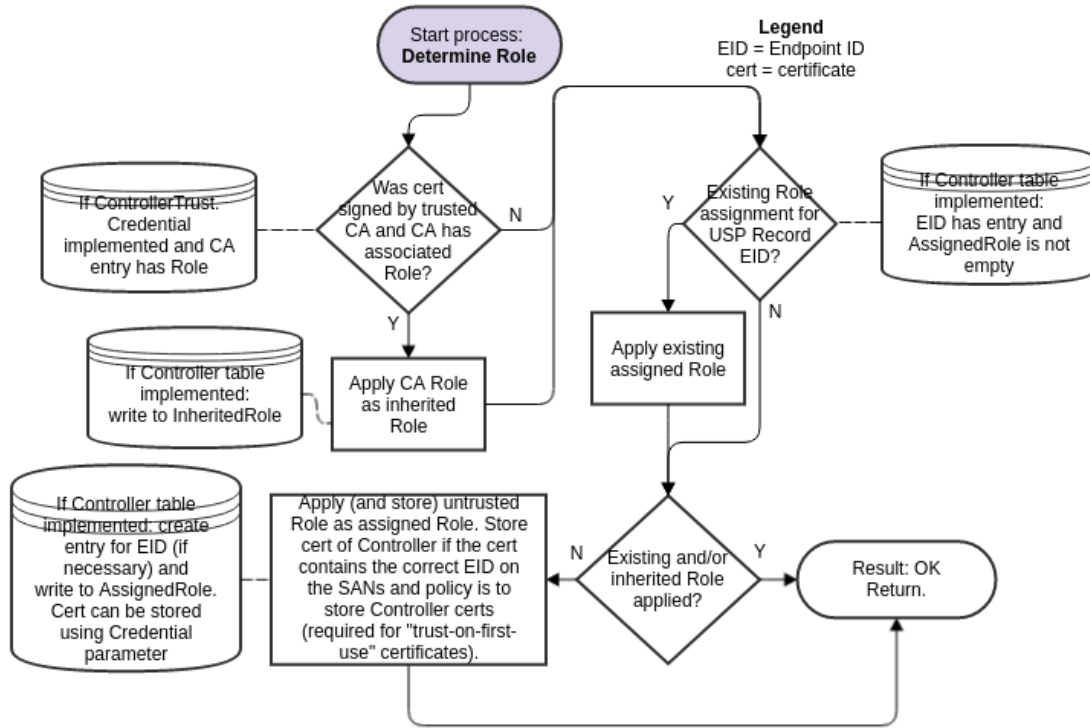 Start process:
Determine Role
Legend
EID = Endpoint ID
cert = certificate
If ControllerTrust.
Credential
implemented and CA
entry has Role
Was cert
signed by trusted
CA and CA has
associated
Role?
N
Y
Existing Role
assignment for
USP Record
EID?
Y
N
If Controller table
implemented:
EID has entry and
AssignedRole is not
empty
If Controller table
implemented:
write to InheritedRole
Apply CA Role
as inherited
Role
Apply existing
assigned Role
If Controller table
implemented: create
entry for EID (if
necessary) and
write to AssignedRole.
Cert can be stored
using Credential
parameter
Apply (and store) untrusted
Role as assigned Role. Store
cert of Controller if the cert
contains the correct EID on
the SANs and policy is to
store Controller certs
(required for "trust-on-first-
use" certificates).
N
Existing and/or
inherited Role
applied?
Y
Result: OK
Return.